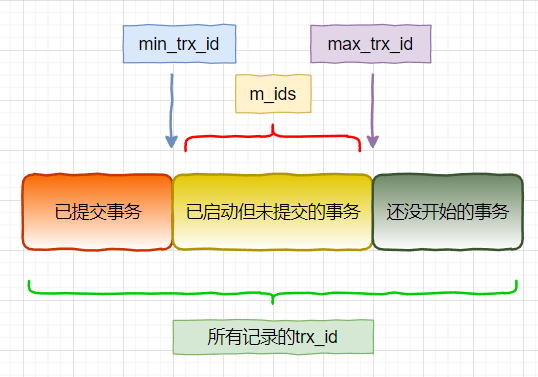 min_trx_id
max_trx_id
m_ids
已提交事务
已启动但未提交的事务
还没开始的事务
所有记录的trx_id